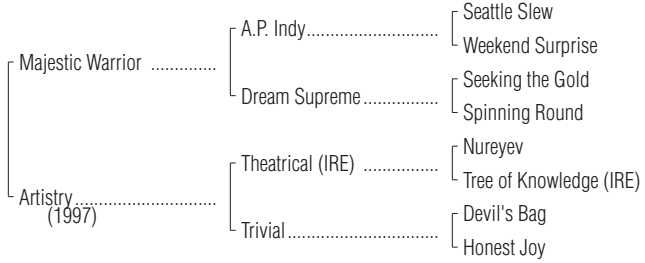 Seattle Slew
A.P. Indy..............................
Weekend Surprise
Majestic Warrior ...............
Seeking the Gold
Dream Supreme.................
Spinning Round
Nureyev
Theatrical (IRE) .................
Tree of Knowledge (IRE)
Artistry................................
(1997)
Devil's Bag
Trivial..................................
Honest Joy